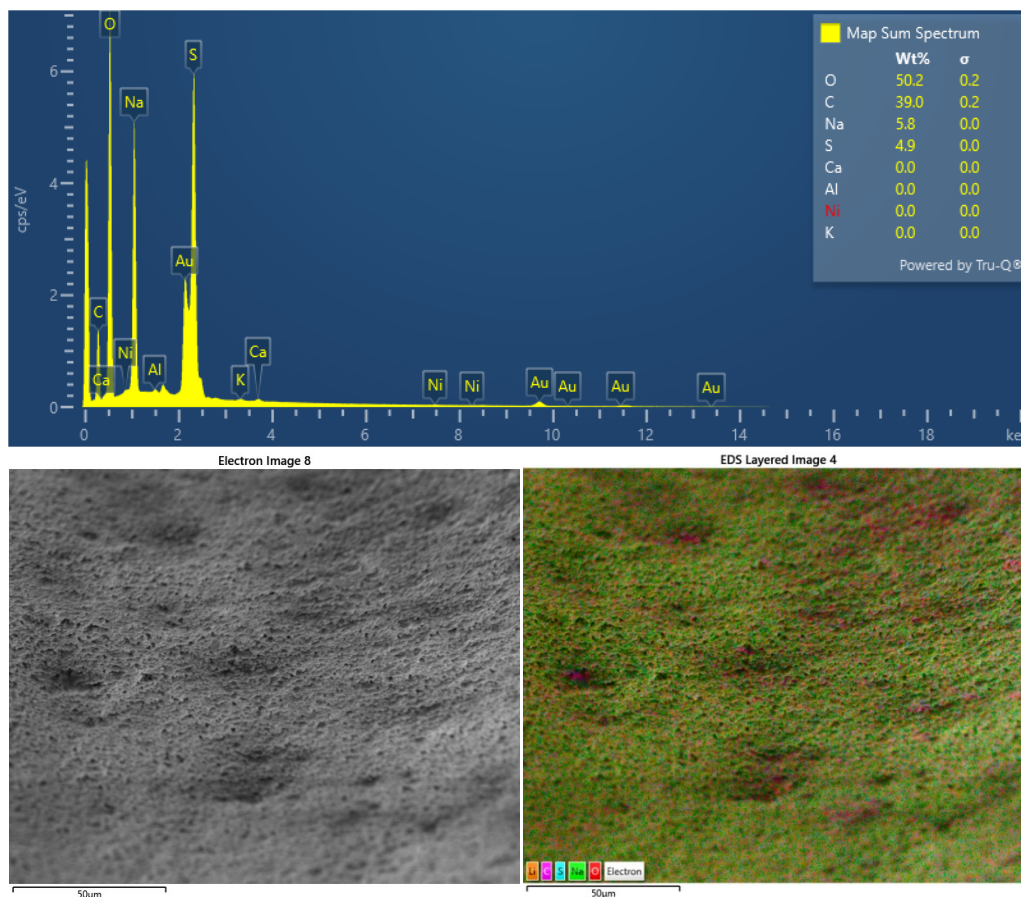 O
S
Na
Au
C
Ni
Ca
Al
K
Ca
Ni
Ni
Au
Au
Au
Au
6
4
2
0
cps/eV
0 2 4 6 8 10 12 14 16 18 ke
Map Sum Spectrum
Wt% σ
O 50.2 0.2
C 39.0 0.2
Na 5.8 0.0
S 4.9 0.0
Ca 0.0 0.0
Al 0.0 0.0
Ni 0.0 0.0
K 0.0 0.0
Powered by Tru-Q®
Electron Image 8
EDS Layered Image 4
Li C S Na O Electron
50µm
50µm